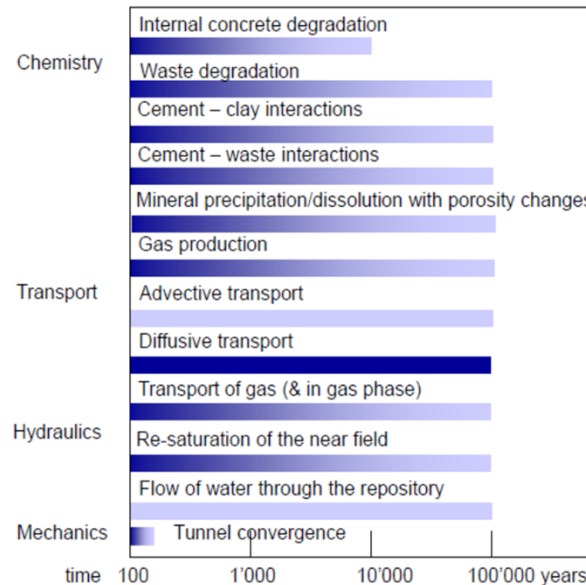 Internal concrete degradation
Chemistry
Waste degradation
Cement – clay interactions
Cement – waste interactions
Mineral precipitation/dissolution with porosity changes
Gas production
Transport
Advective transport
Diffusive transport
Transport of gas (& in gas phase)
Hydraulics
Re-saturation of the near field
Flow of water through the repository
Mechanics Tunnel convergence
time 100 1'000 10'000 100'000 years